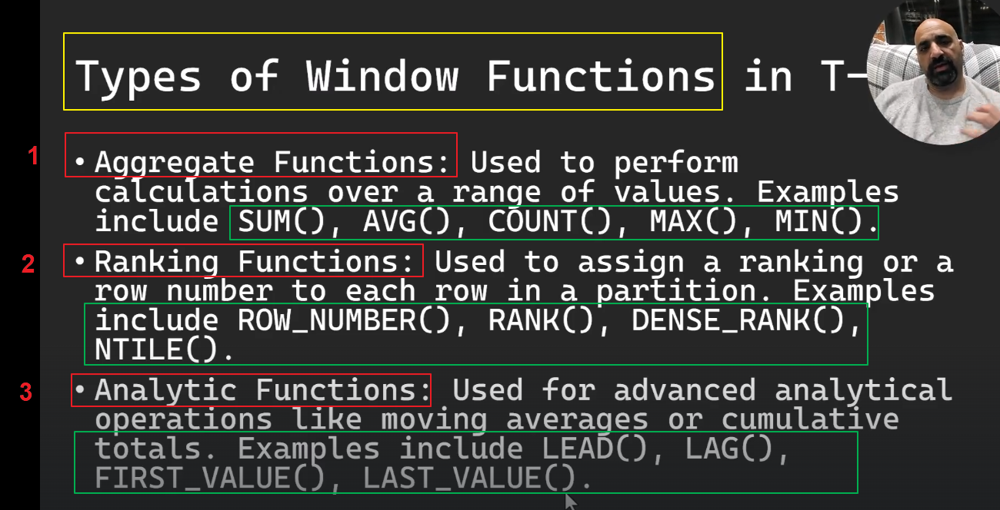 Types of Window Functions in T-
1
• Aggregate Functions: Used to perform
calculations over a range of values. Examples
include SUM(), AVG(), COUNT(), MAX(), MIN().
2
• Ranking Functions: Used to assign a ranking or a
row number to each row in a partition. Examples
include ROW_NUMBER(), RANK(), DENSE_RANK(),
NTILE().
3
• Analytic Functions: Used for advanced analytical
operations like moving averages or cumulative
totals. Examples include LEAD(), LAG(),
FIRST_VALUE(), LAST_VALUE().